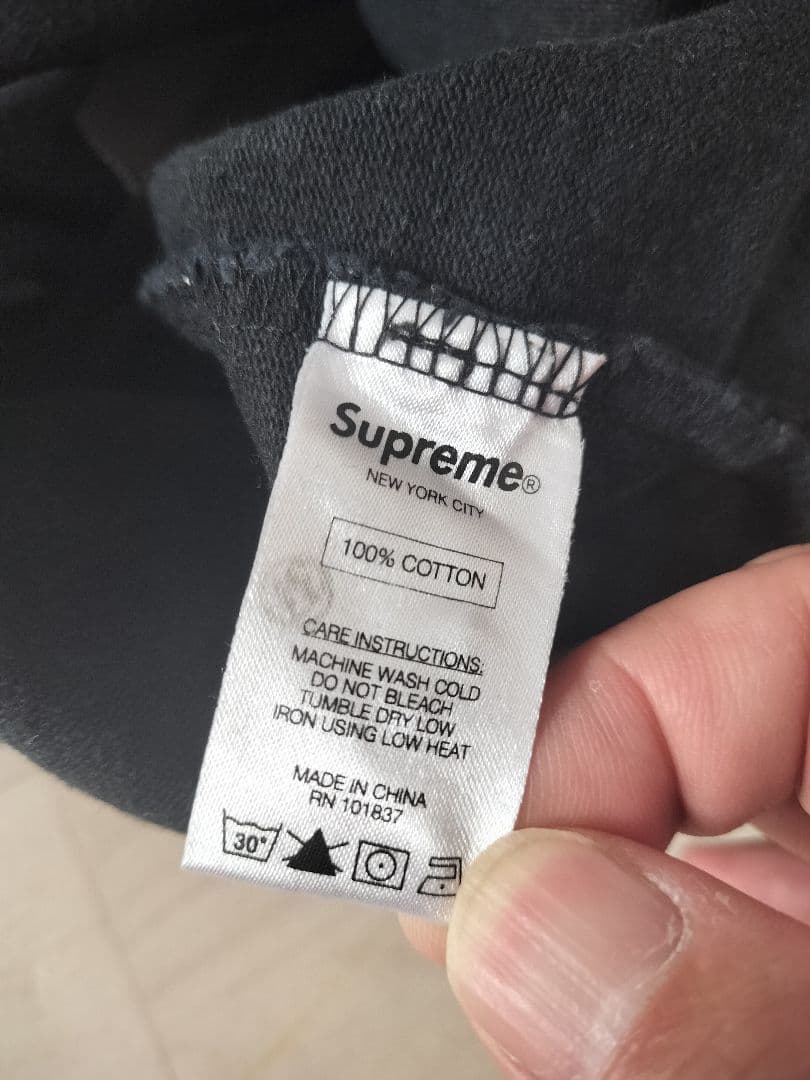 Supreme®
NEW YORK CITY
100% COTTON
CARE INSTRUCTIONS:
MACHINE WASH COLD
DO NOT BLEACH
TUMBLE DRY LOW
IRON USING LOW HEAT
MADE IN CHINA
RN 101837
30°